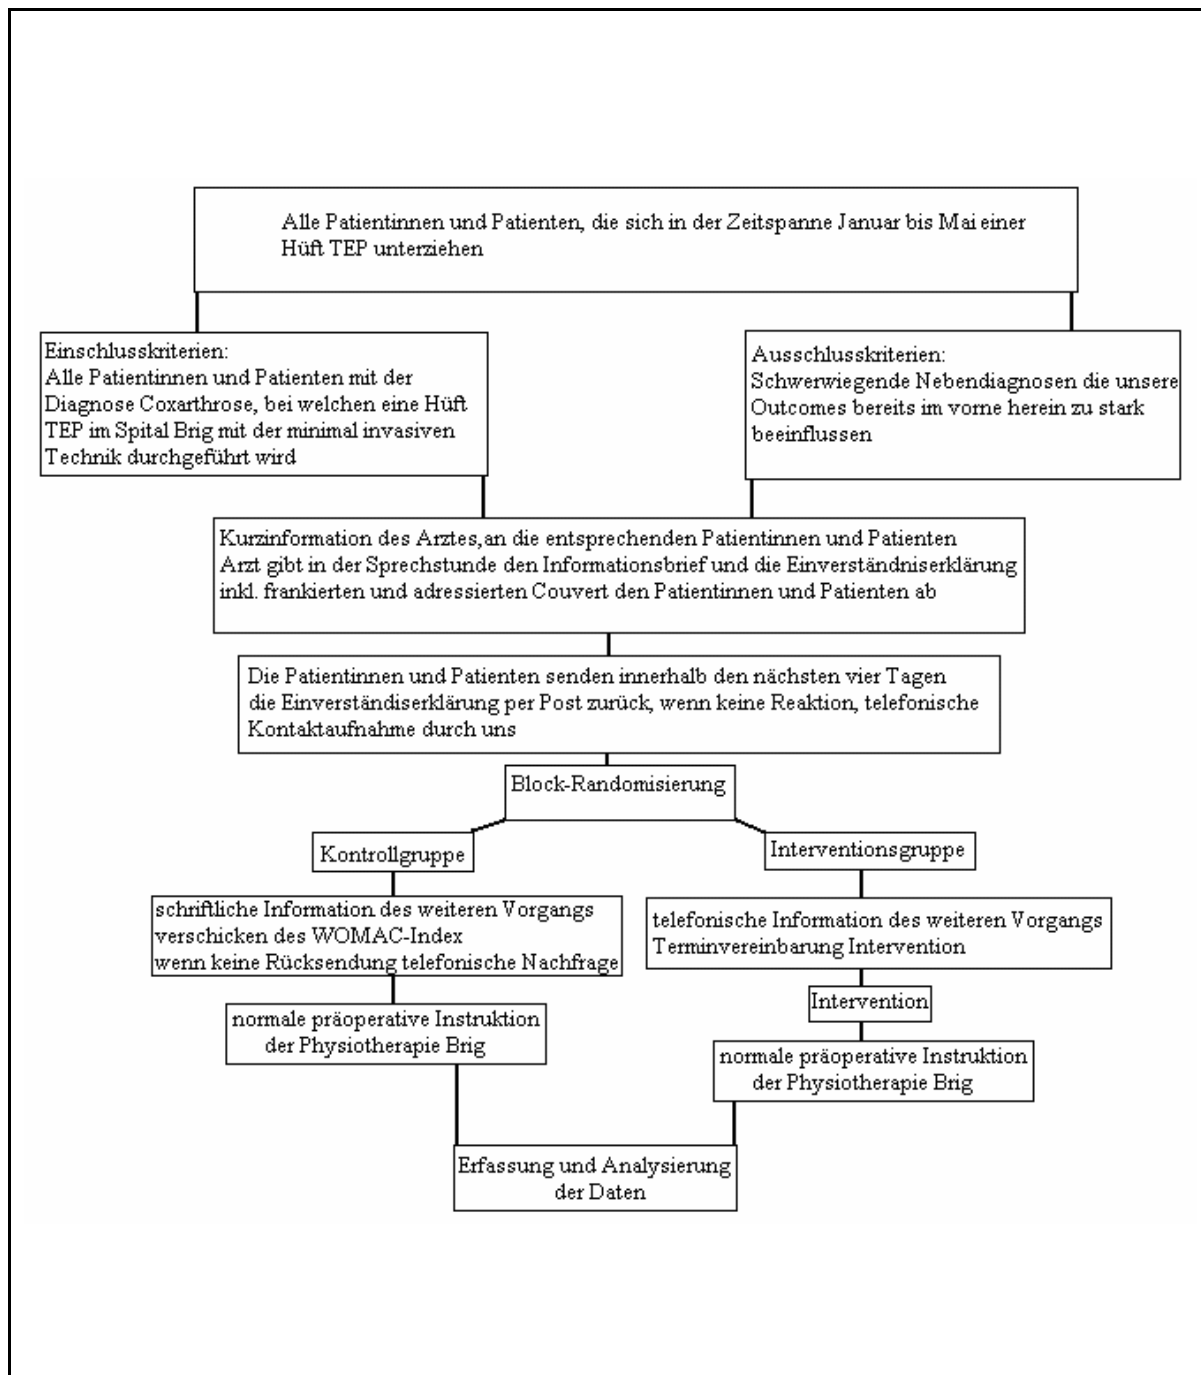 Alle Patientinnen und Patienten, die sich in der Zeitspanne Januar bis Mai einer
Hüft TEP unterziehen
Einschlusskriterien:
Alle Patientinnen und Patienten mit der
Diagnose Coxarthrose, bei welchen eine Hüft
TEP im Spital Brig mit der minimal invasiven
Technik durchgeführt wird
Ausschlusskriterien:
Schwerwiegende Nebendiagnosen die unsere
Outcomes bereits im vorne herein zu stark
beeinflussen
Kurzinformation des Arztes,an die entsprechenden Patientinnen und Patienten
Arzt gibt in der Sprechstunde den Informationsbrief und die Einverständniserklärung
inkl. frankierten und adressierten Couvert den Patientinnen und Patienten ab
Die Patientinnen und Patienten senden innerhalb den nächsten vier Tagen
die Einverständiserklärung per Post zurück, wenn keine Reaktion, telefonische
Kontaktaufnahme durch uns
Block-Randomisierung
Kontrollgruppe
Interventionsgruppe
schriftliche Information des weiteren Vorgangs
verschicken des WOMAC-Index
wenn keine Rücksendung telefonische Nachfrage
telefonische Information des weiteren Vorgangs
Terminvereinbarung Intervention
Intervention
normale präoperative Instruktion
der Physiotherapie Brig
normale präoperative Instruktion
der Physiotherapie Brig
Erfassung und Analysierung
der Daten